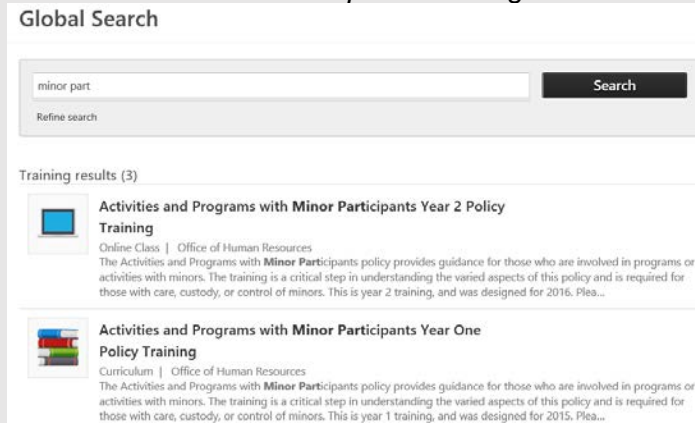 Global Search
minor part
Search
Refine search
Training results (3)
Activities and Programs with Minor Participants Year 2 Policy
Training
Online Class | Office of Human Resources
The Activities and Programs with Minor Participants policy provides guidance for those who are involved in programs or
activities with minors. The training is a critical step in understanding the varied aspects of this policy and is required for
those with care, custody, or control of minors. This is year 2 training, and was designed for 2016. Plea...
Activities and Programs with Minor Participants Year One
Policy Training
Curriculum | Office of Human Resources
The Activities and Programs with Minor Participants policy provides guidance for those who are involved in programs or
activities with minors. The training is a critical step in understanding the varied aspects of this policy and is required for
those with care, custody, or control of minors. This is year 1 training, and was designed for 2015. Plea...